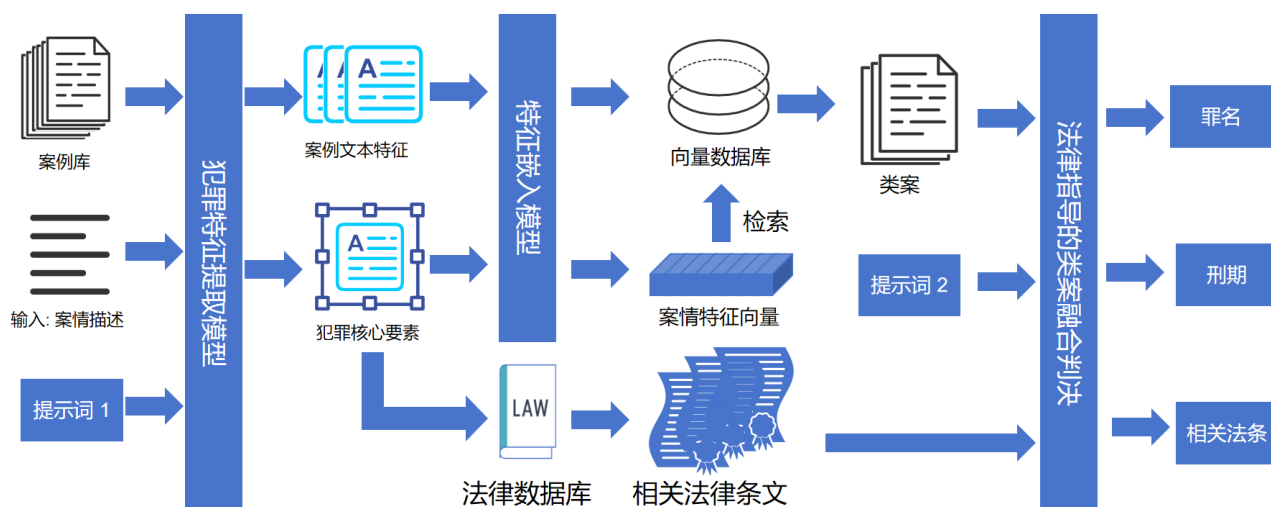 案例库
输入: 案情描述
提示词 1
犯罪特征提取模型
A
A
A
案例文本特征
A
犯罪核心要素
特征嵌入模型
LAW
法律数据库
向量数据库
检索
案情特征向量
相关法律条文
类案
提示词 2
法律指导的类案融合判决
罪名
刑期
相关法条